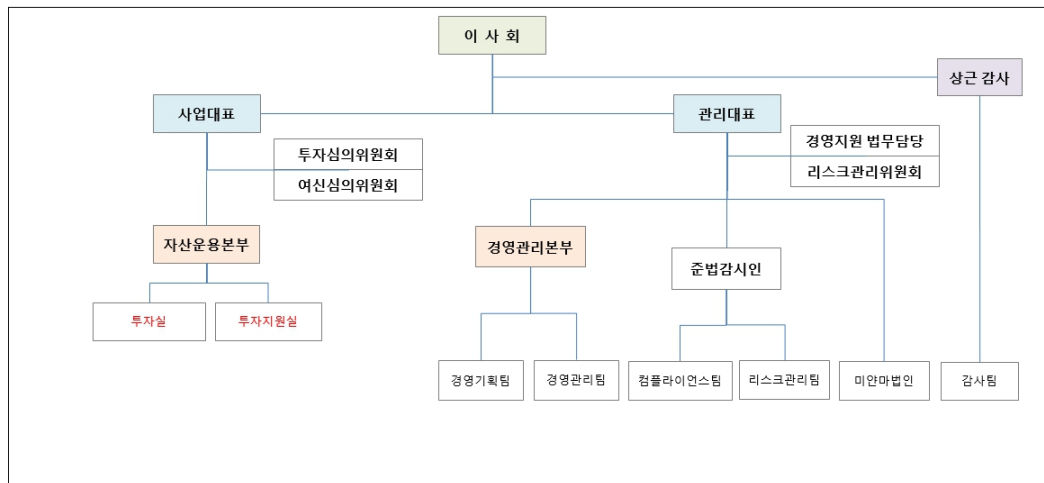 이 사 회
상근 감사
사업대표
관리대표
투자심의위원회
여신심의위원회
경영지원 법무담당
리스크관리위원회
자산운용본부
경영관리본부
준법감시인
투자실
투자지원실
경영기획팀
경영관리팀
컴플라이언스팀
리스크관리팀
미얀마법인
감사팀